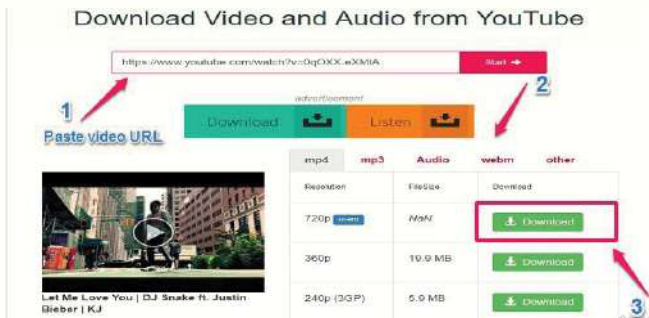 Download Video and Audio from YouTube
https://www.youtube.com/watch?v=0qOXX-eXMIA
Start
1
Paste video URL
2
advertisement
Download
Listen
mp4 mp3 Audio webm other
Resolution FileSize Download
720p NaN Download
360p 19.9 MB Download
240p (3GP) 5.9 MB Download
3
Let Me Love You | DJ Snake ft. Justin
Bieber | KJ